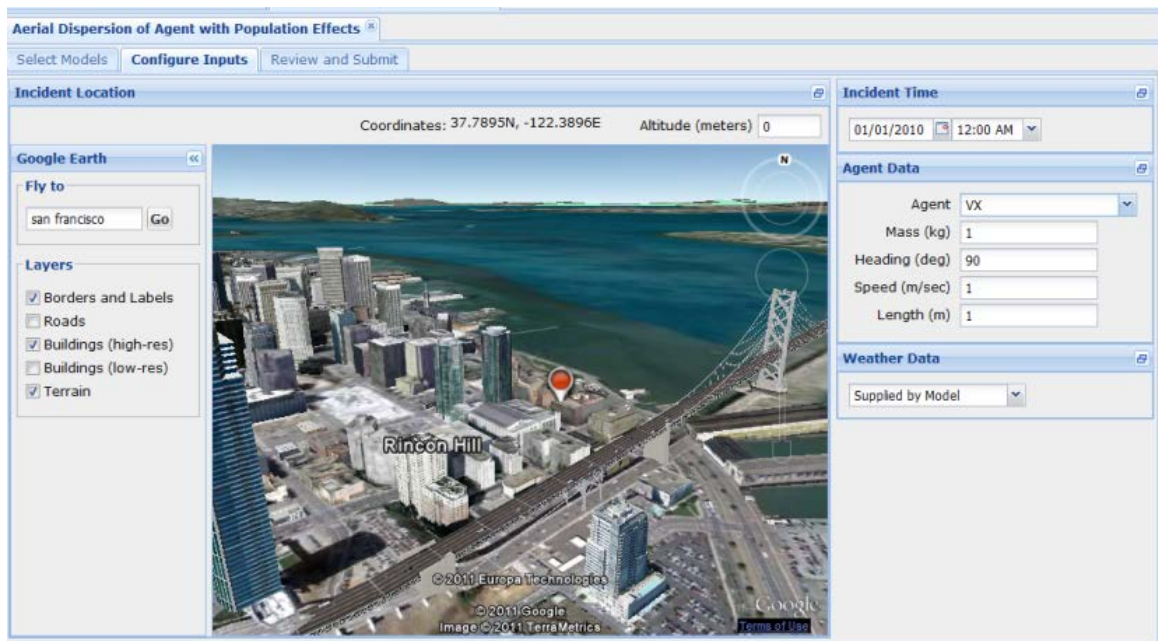 Aerial Dispersion of Agent with Population Effects
Select Models
Configure Inputs
Review and Submit
Incident Location
Coordinates: 37.7895N, -122.3896E
Altitude (meters) 0
Google Earth
Fly to
san francisco
Go
Layers
Borders and Labels
Roads
Buildings (high-res)
Buildings (low-res)
Terrain
N
Rincon Hill
© 2011 Europa Technologies
© 2011 Google
Image © 2011 TerraMetrics
Google
Terms of Use
Incident Time
01/01/2010
12:00 AM
Agent Data
Agent VX
Mass (kg) 1
Heading (deg) 90
Speed (m/sec) 1
Length (m) 1
Weather Data
Supplied by Model